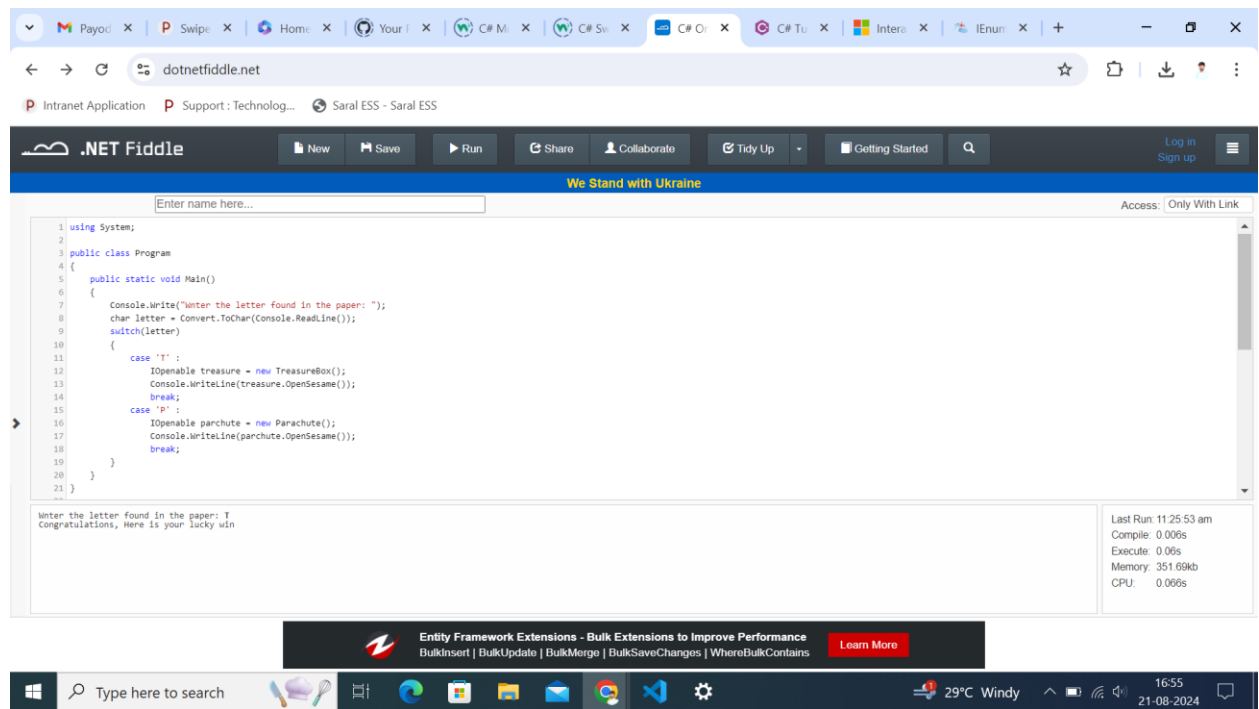 Payod
Swipe
Home
Your F
C# M
C# Sw
C# Or
C# Tu
Intera
IEnum
dotnetfiddle.net
Intranet Application
Support : Technolog...
Saral ESS - Saral ESS
.NET Fiddle
New
Save
Run
Share
Collaborate
Tidy Up
Getting Started
Log in
Sign up
We Stand with Ukraine
Enter name here...
Access: Only With Link
1 using System;
2
3 public class Program
4 {
5 public static void Main()
6 {
7 Console.Write("Wnter the letter found in the paper: ");
8 char letter = Convert.ToChar(Console.ReadLine());
9 switch(letter)
10 {
11 case 'T' :
12 IOpenable treasure = new TreasureBox();
13 Console.WriteLine(treasure.OpenSesame());
14 break;
15 case 'P' :
16 IOpenable parchute = new Parachute();
17 Console.WriteLine(parchute.OpenSesame());
18 break;
19 }
20 }
21 }
Wnter the letter found in the paper: T
Congratulations, Here is your lucky win
Last Run: 11:25:53 am
Compile: 0.006s
Execute: 0.06s
Memory: 351.69kb
CPU: 0.066s
Entity Framework Extensions - Bulk Extensions to Improve Performance
BulkInsert | BulkUpdate | BulkMerge | BulkSaveChanges | WhereBulkContains
Learn More
Type here to search
29°C Windy
16:55
21-08-2024